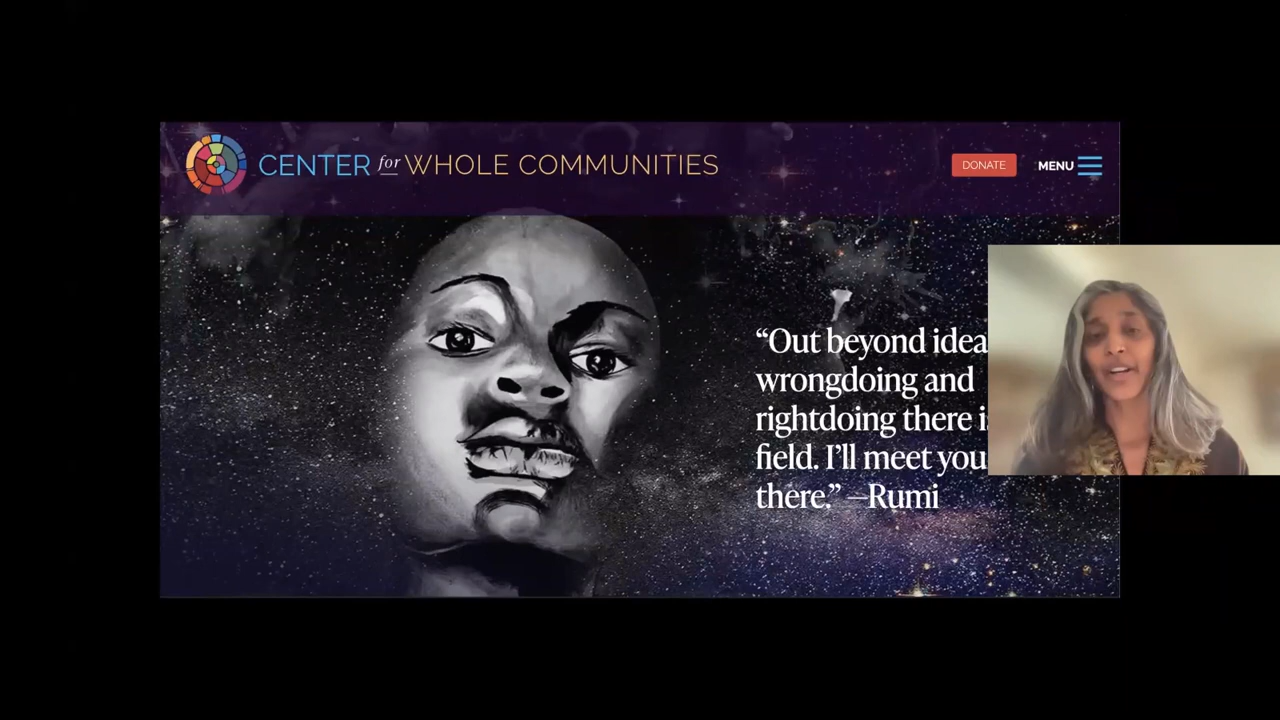 CENTER for WHOLE COMMUNITIES
DONATE
MENU
“Out beyond idea
wrongdoing and
rightdoing there
field. I’ll meet you
there.” —Rumi